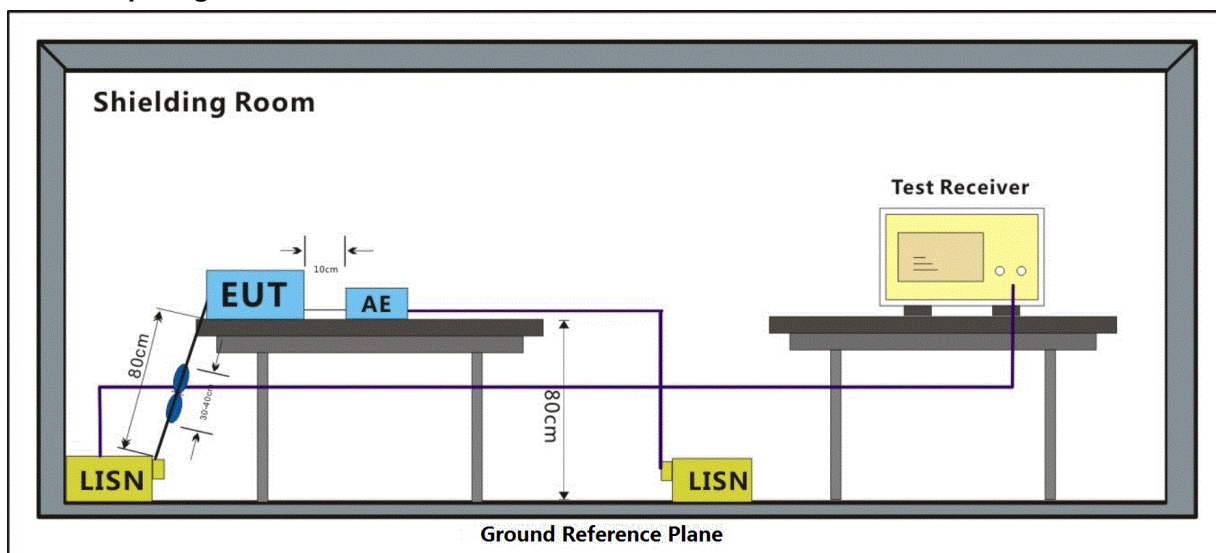 Shielding Room
Test Receiver
10cm
EUT
AE
80cm
30-40cm
80cm
LISN
LISN
Ground Reference Plane